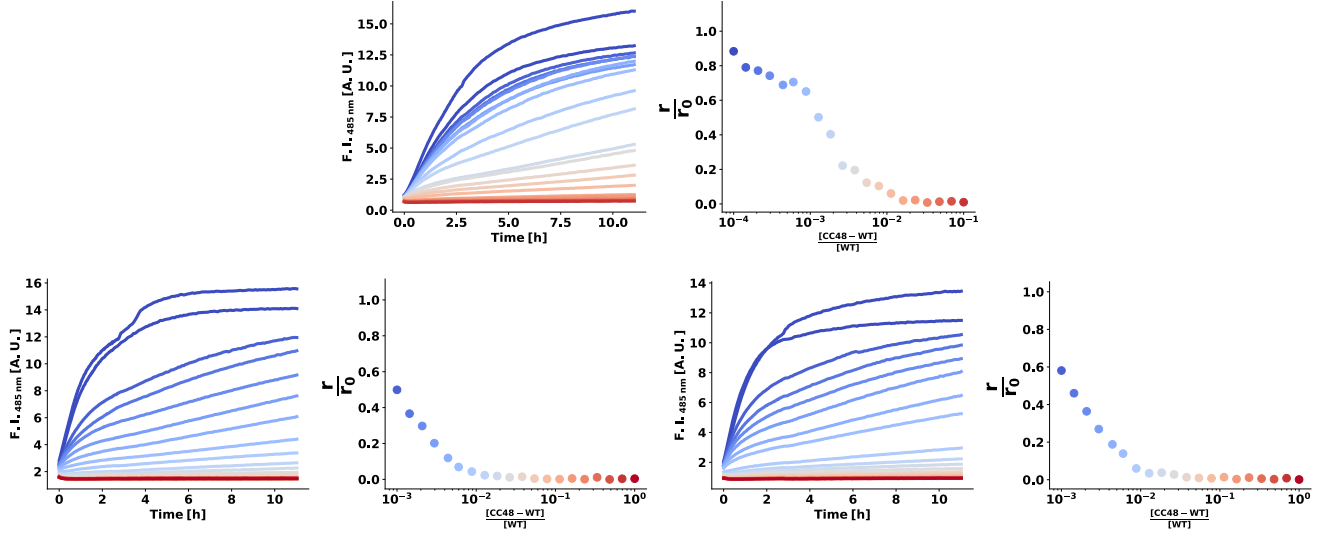 F. I. 485 nm [A. U.]
15.0
12.5
10.0
7.5
5.0
2.5
0.0
0.0 2.5 5.0 7.5 10.0
Time [h]
r
r0
1.0
0.8
0.6
0.4
0.2
0.0
10−4 10−3 10−2 10−1
[CC48 − WT]
[WT]
F. I. 485 nm [A. U.]
16
14
12
10
8
6
4
2
0 2 4 6 8 10
Time [h]
r
r0
1.0
0.8
0.6
0.4
0.2
0.0
10−3 10−2 10−1 100
[CC48 − WT]
[WT]
F. I. 485 nm [A. U.]
14
12
10
8
6
4
2
0 2 4 6 8 10
Time [h]
r
r0
1.0
0.8
0.6
0.4
0.2
0.0
10−3 10−2 10−1 100
[CC48 − WT]
[WT]